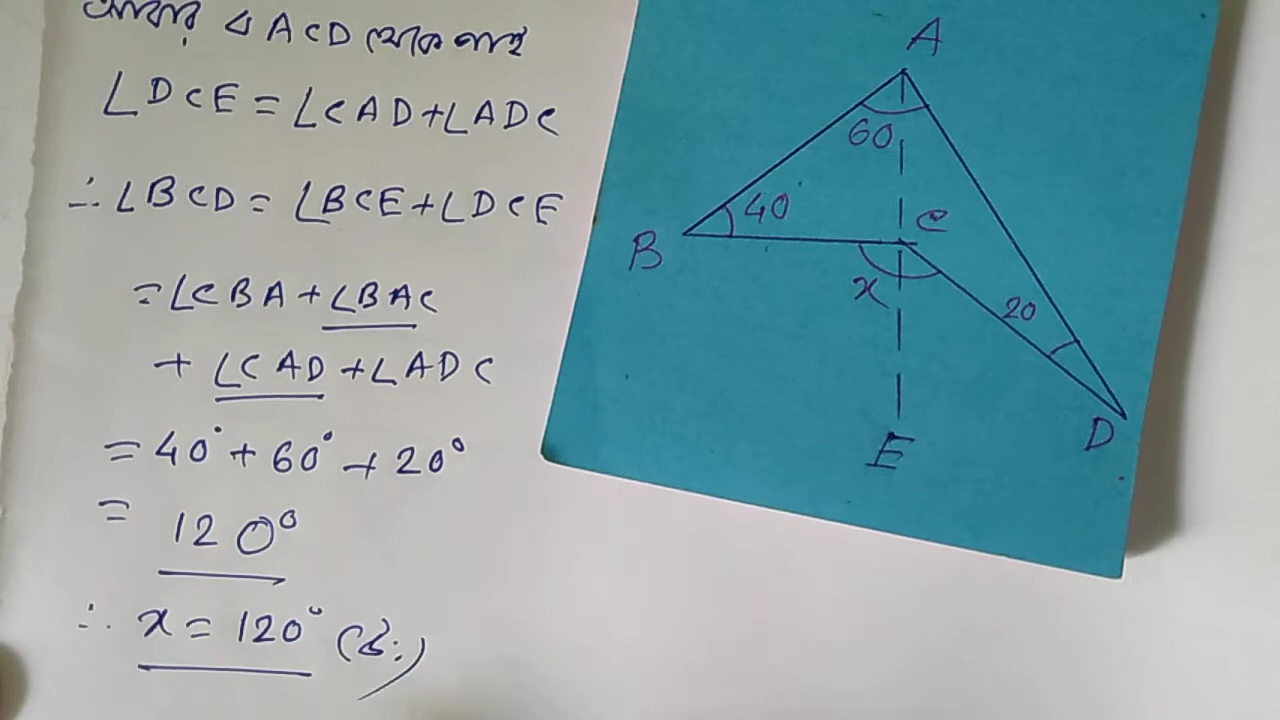 আবার, △ACD থেকে পাই
∠DCE = ∠CAD + ∠ADC
∴ ∠BCD = ∠BCE + ∠DCE
= ∠CBA + ∠BAC
+ ∠CAD + ∠ADC
= 40° + 60° + 20°
= 120°
∴ x = 120° (উঃ)
A
60
40°
C
B
x
20
D
E